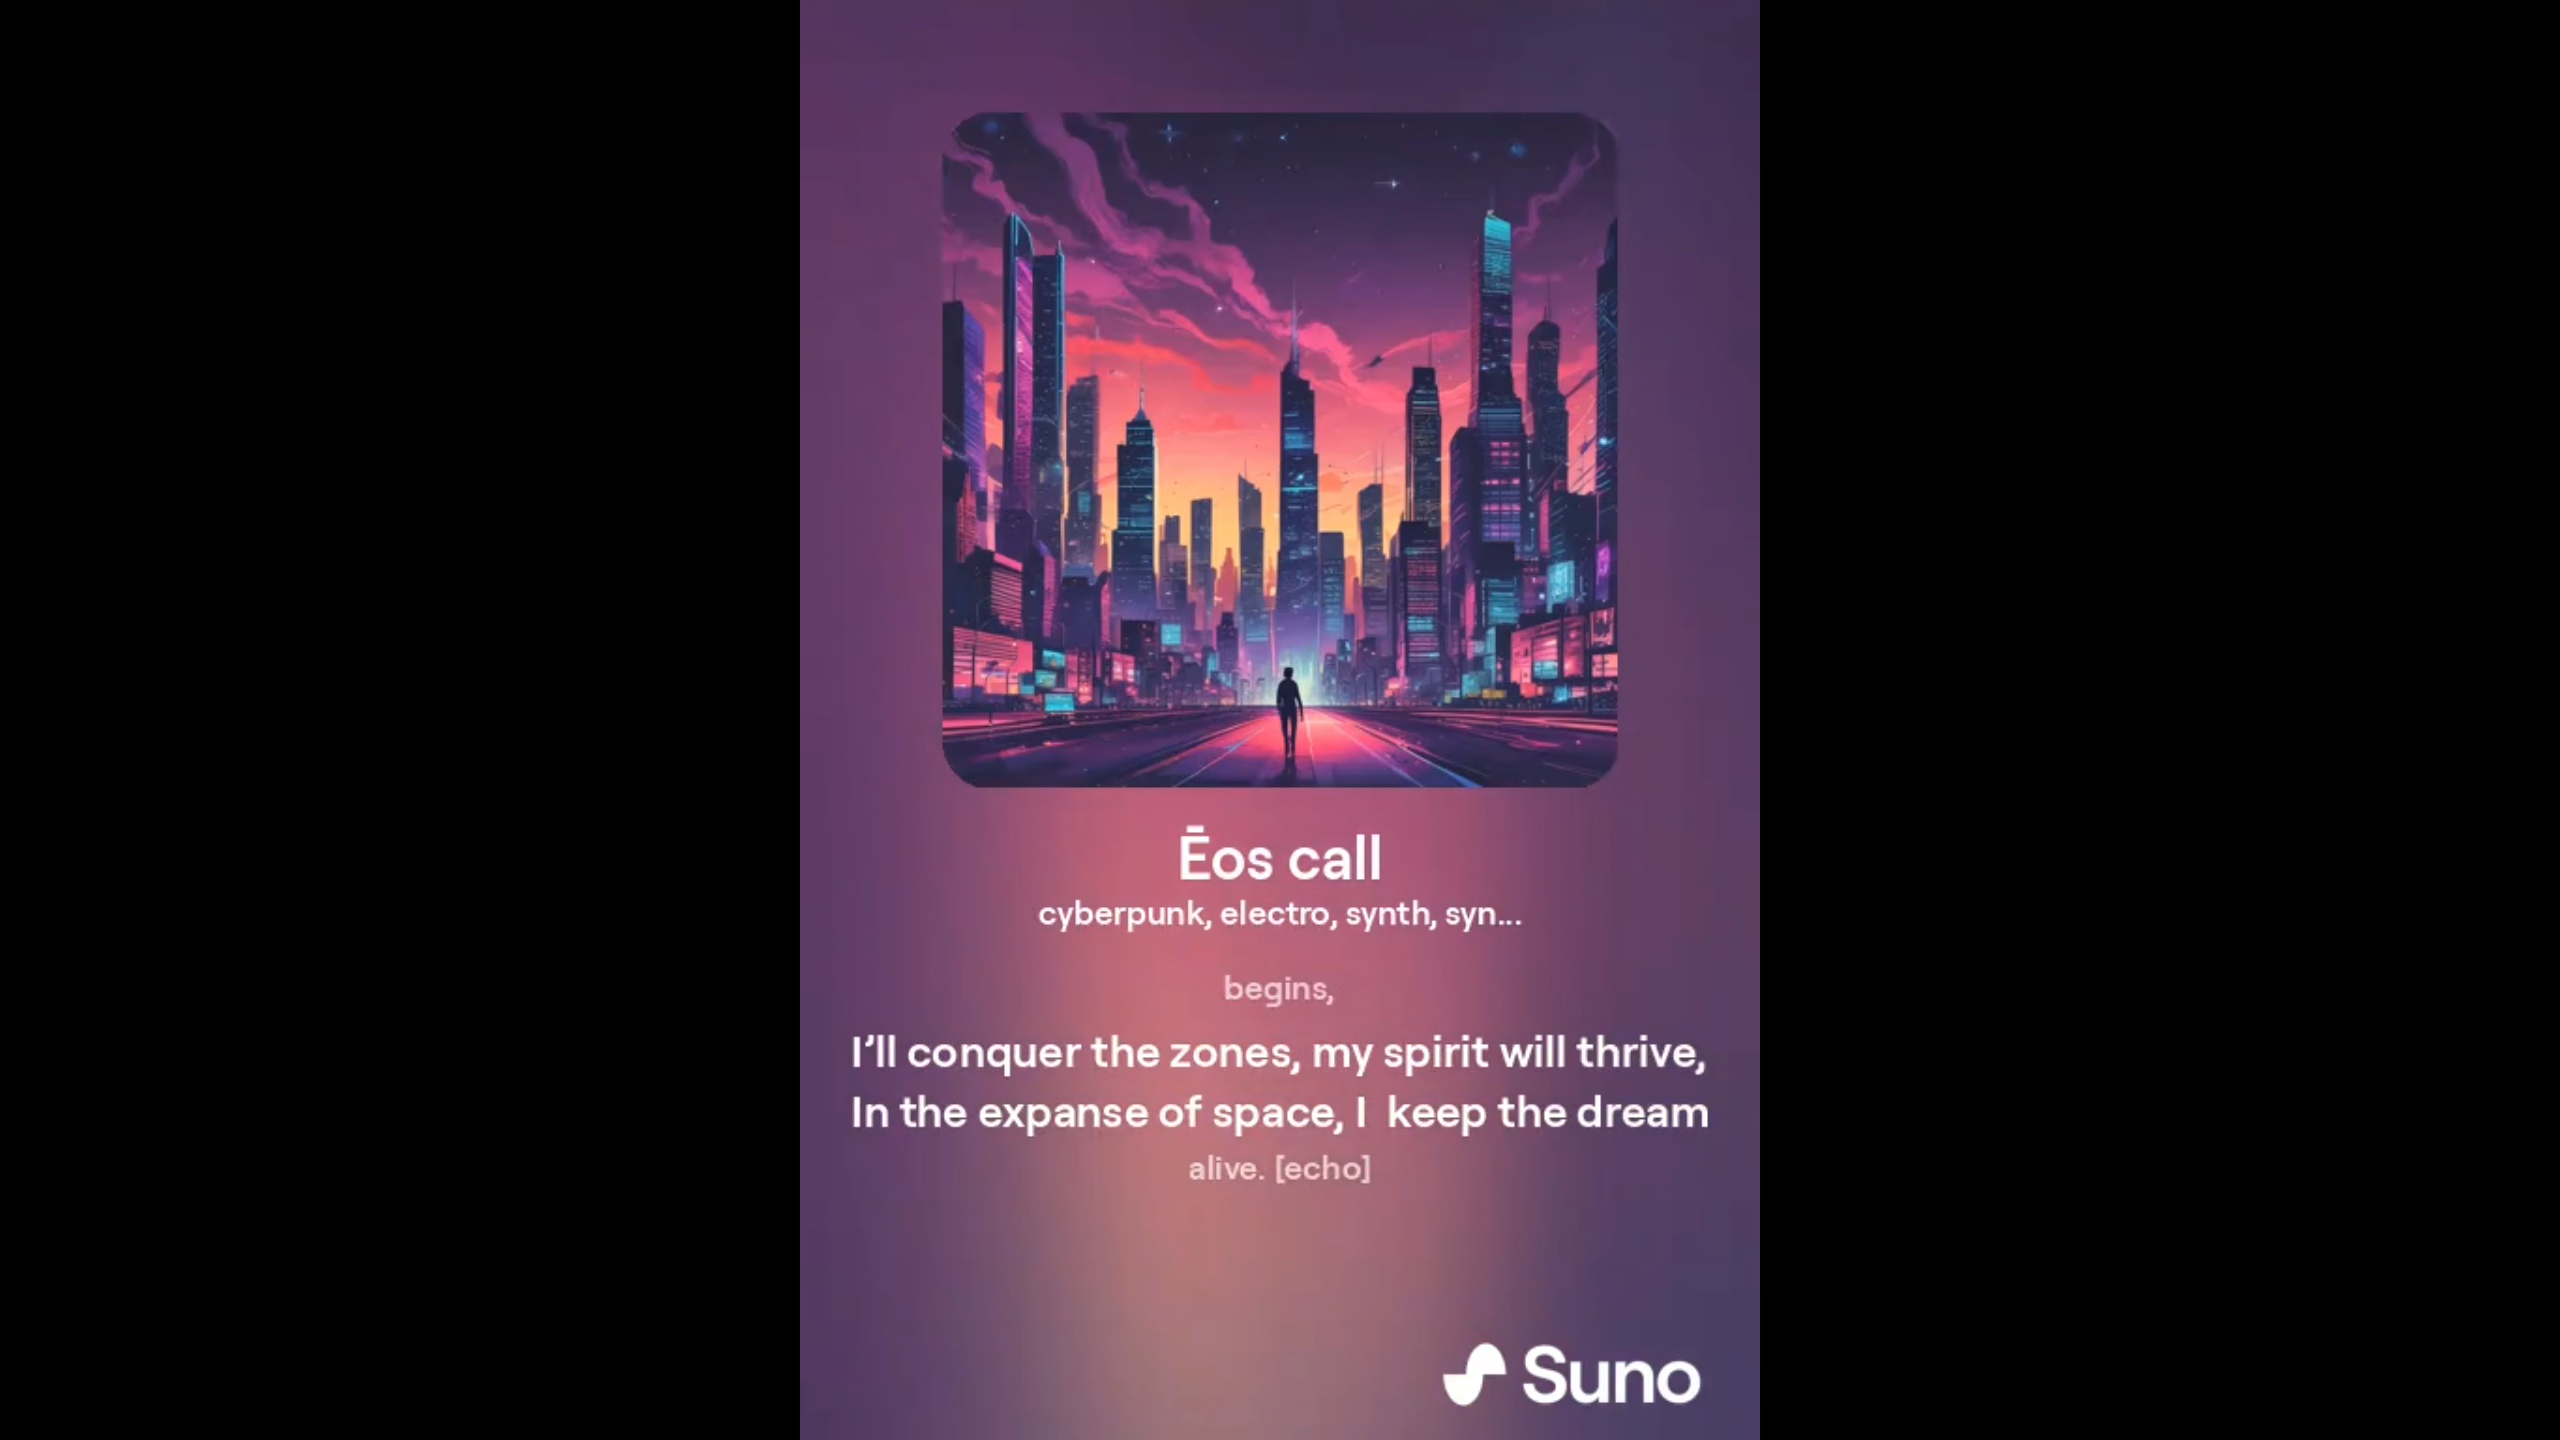 Ēos call
cyberpunk, electro, synth, syn...
begins,
I’ll conquer the zones, my spirit will thrive,
In the expanse of space, I  keep the dream
alive. [echo]
Suno